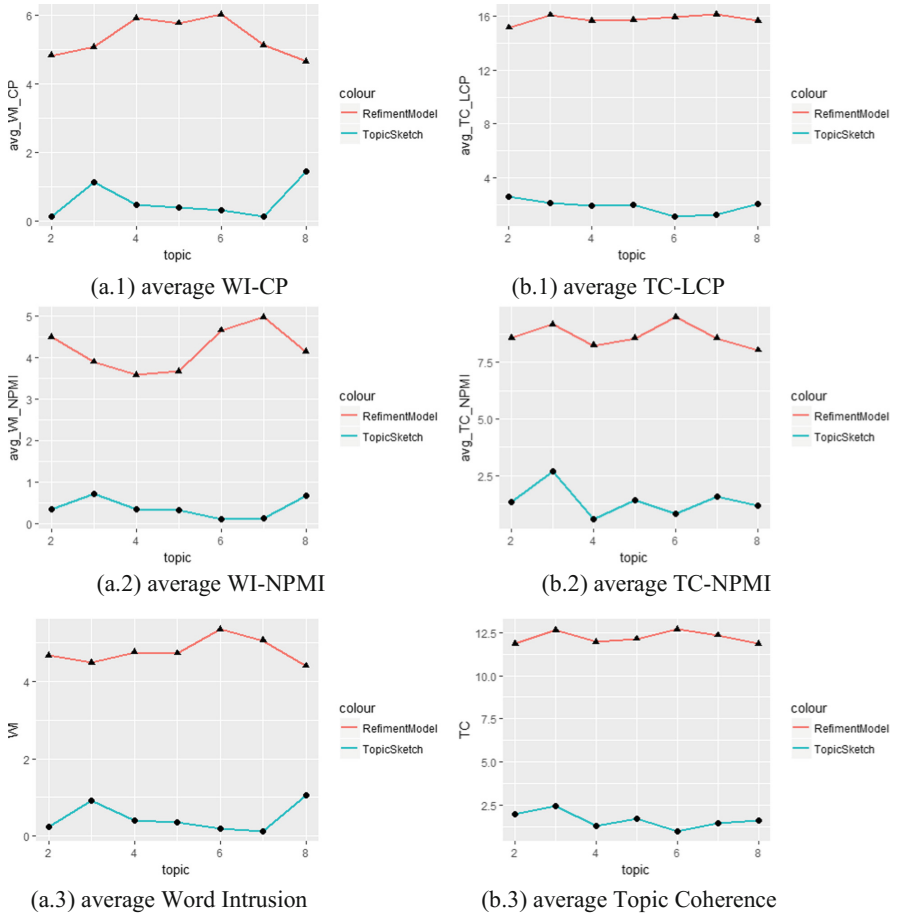 avg_WI_CP
6
4
2
0
2
4
6
8
topic
colour
RefimentModel
TopicSketch
(a.1) average WI-CP
avg_TC_LCP
16
12
8
4
2
4
6
8
topic
colour
RefimentModel
TopicSketch
(b.1) average TC-LCP
avg_WI_NPMI
5
4
3
2
1
0
2
4
6
8
topic
colour
RefimentModel
TopicSketch
(a.2) average WI-NPMI
avg_TC_NPMI
7.5
5.0
2.5
2
4
6
8
topic
colour
RefimentModel
TopicSketch
(b.2) average TC-NPMI
WI
4
2
0
2
4
6
8
topic
colour
RefimentModel
TopicSketch
(a.3) average Word Intrusion
TC
12.5
10.0
7.5
5.0
2.5
2
4
6
8
topic
colour
RefimentModel
TopicSketch
(b.3) average Topic Coherence